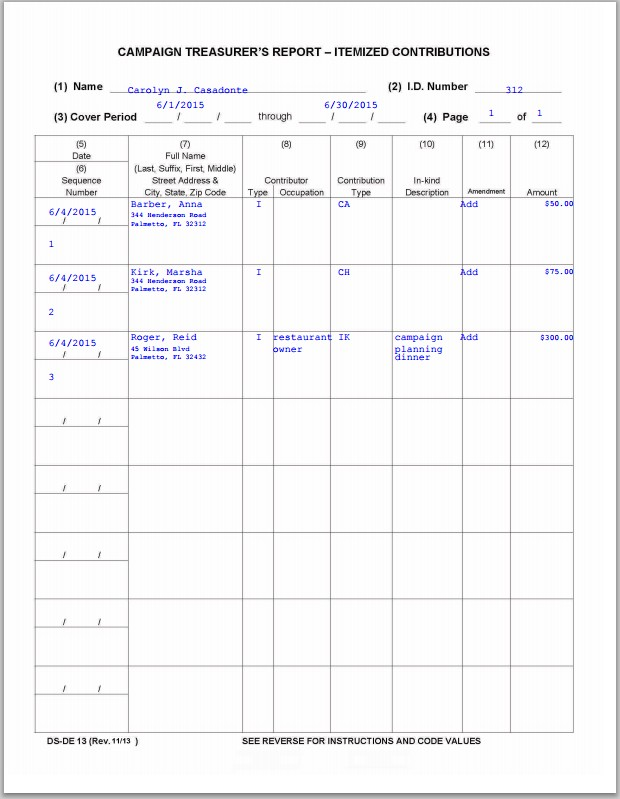 CAMPAIGN TREASURER'S REPORT – ITEMIZED CONTRIBUTIONS
(1) Name Carolyn J. Casadonte (2) I.D. Number 312
(3) Cover Period 6/1/2015 / / through 6/30/2015 / / (4) Page 1 of 1
(5) Date
(6) Sequence Number
(7) Full Name
(Last, Suffix, First, Middle)
Street Address &
City, State, Zip Code
(8)
Contributor
Type Occupation
(9)
Contribution
Type
(10)
In-kind
Description
(11)
Amendment
(12)
Amount
6/4/2015
/ /
1
Barber, Anna
344 Henderson Road
Palmetto, FL 32312
I
CA
Add
$50.00
6/4/2015
/ /
2
Kirk, Marsha
344 Henderson Road
Palmetto, FL 32312
I
CH
Add
$75.00
6/4/2015
/ /
3
Roger, Reid
45 Wilson Blvd
Palmetto, FL 32432
I
restaurant
owner
IK
campaign
planning
dinner
Add
$300.00
/ /
/ /
/ /
/ /
/ /
DS-DE 13 (Rev. 11/13 ) SEE REVERSE FOR INSTRUCTIONS AND CODE VALUES